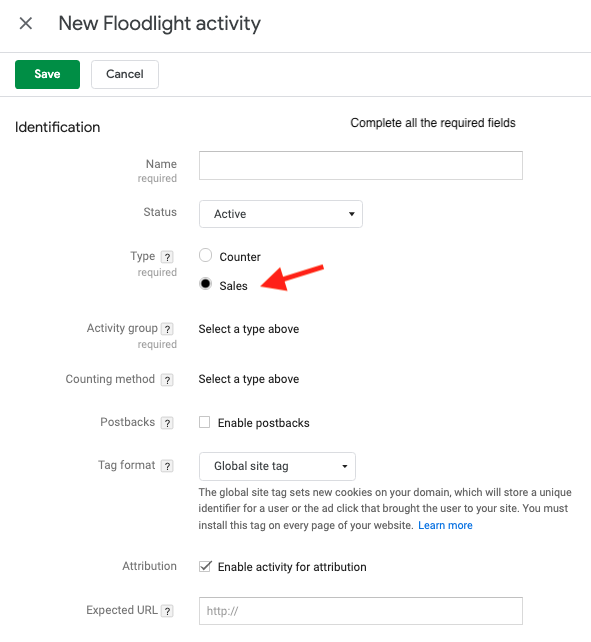 New Floodlight activity
Save
Cancel
Identification
Complete all the required fields
Name
required
Status
Active
Type ?
required
Counter
Sales
Activity group ?
required
Select a type above
Counting method ?
Select a type above
Postbacks ?
Enable postbacks
Tag format ?
Global site tag
The global site tag sets new cookies on your domain, which will store a unique
identifier for a user or the ad click that brought the user to your site. You must
install this tag on every page of your website. Learn more
Attribution
Enable activity for attribution
Expected URL ?
http://